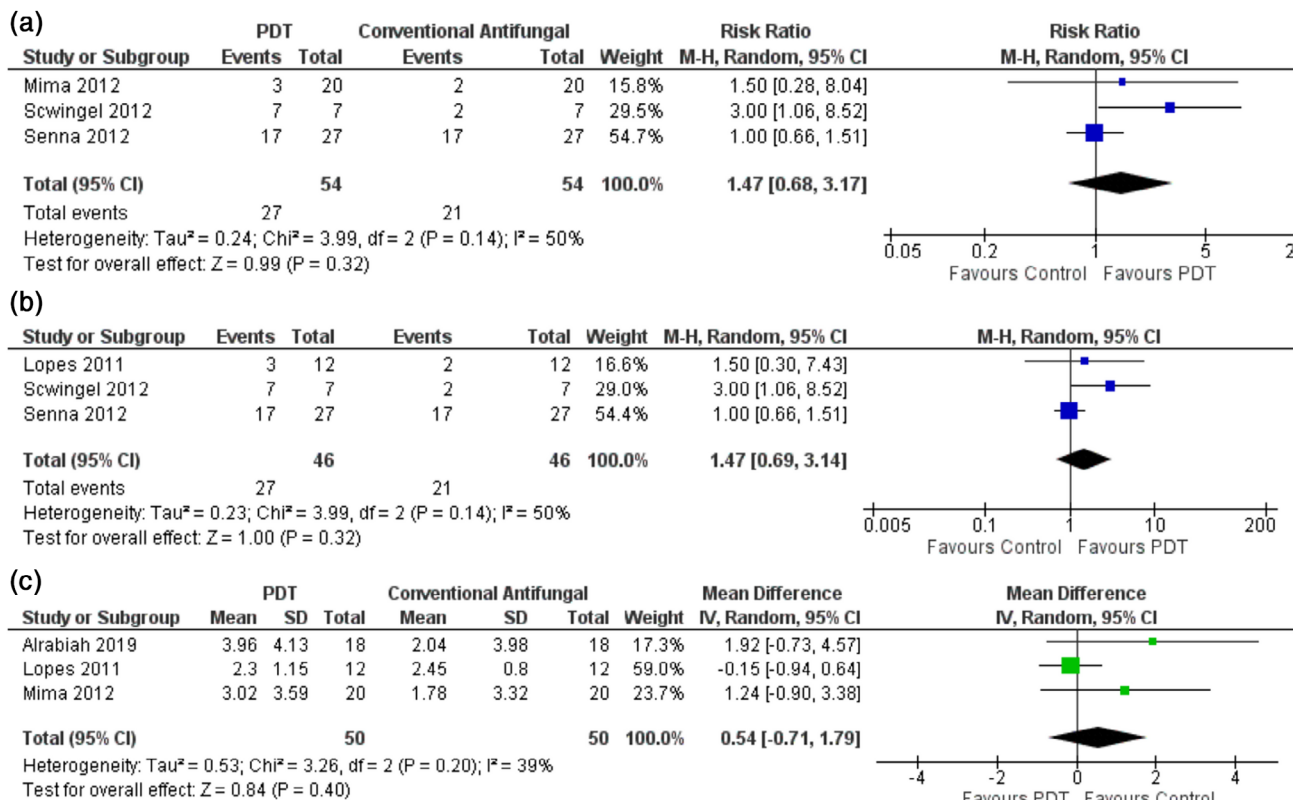 (a)
PDT Conventional Antifungal Risk Ratio Risk Ratio
Study or Subgroup Events Total Events Total Weight M-H, Random, 95% CI M-H, Random, 95% CI
Mima 2012 3 20 2 20 15.8% 1.50 [0.28, 8.04]
Scwingel 2012 7 7 2 7 29.5% 3.00 [1.06, 8.52]
Senna 2012 17 27 17 27 54.7% 1.00 [0.66, 1.51]
Total (95% CI) 54 54 100.0% 1.47 [0.68, 3.17]
Total events 27 21
Heterogeneity: Tau² = 0.24; Chi² = 3.99, df = 2 (P = 0.14); I² = 50%
Test for overall effect: Z = 0.99 (P = 0.32)
0.05 0.2 1 5 2
Favours Control Favours PDT
(b)
Study or Subgroup Events Total Events Total Weight M-H, Random, 95% CI M-H, Random, 95% CI
Lopes 2011 3 12 2 12 16.6% 1.50 [0.30, 7.43]
Scwingel 2012 7 7 2 7 29.0% 3.00 [1.06, 8.52]
Senna 2012 17 27 17 27 54.4% 1.00 [0.66, 1.51]
Total (95% CI) 46 46 100.0% 1.47 [0.69, 3.14]
Total events 27 21
Heterogeneity: Tau² = 0.23; Chi² = 3.99, df = 2 (P = 0.14); I² = 50%
Test for overall effect: Z = 1.00 (P = 0.32)
0.005 0.1 1 10 200
Favours Control Favours PDT
(c)
PDT Conventional Antifungal Mean Difference Mean Difference
Study or Subgroup Mean SD Total Mean SD Total Weight IV, Random, 95% CI IV, Random, 95% CI
Alrabiah 2019 3.96 4.13 18 2.04 3.98 18 17.3% 1.92 [-0.73, 4.57]
Lopes 2011 2.3 1.15 12 2.45 0.8 12 59.0% -0.15 [-0.94, 0.64]
Mima 2012 3.02 3.59 20 1.78 3.32 20 23.7% 1.24 [-0.90, 3.38]
Total (95% CI) 50 50 100.0% 0.54 [-0.71, 1.79]
Heterogeneity: Tau² = 0.53; Chi² = 3.26, df = 2 (P = 0.20); I² = 39%
Test for overall effect: Z = 0.84 (P = 0.40)
-4 -2 0 2 4
Favours PDT Favours Control